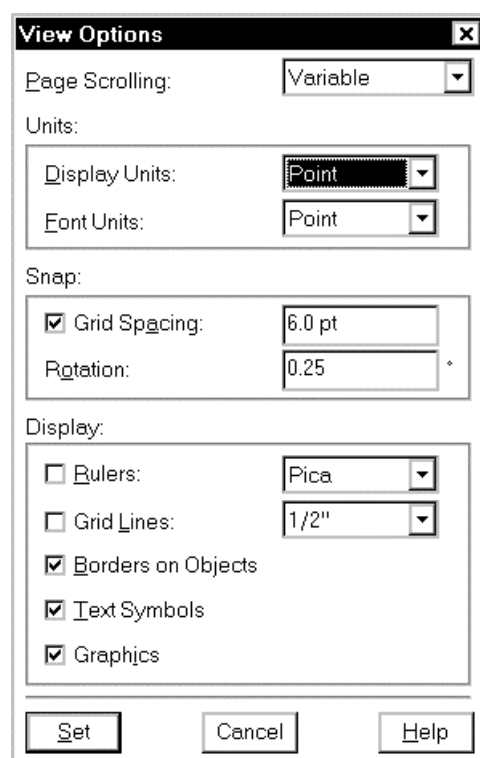 View Options
Page Scrolling: Variable
Units:
Display Units: Point
Font Units: Point
Snap:
Grid Spacing: 6.0 pt
Rotation: 0.25 °
Display:
Rulers: Pica
Grid Lines: 1/2"
Borders on Objects
Text Symbols
Graphics
Set Cancel Help